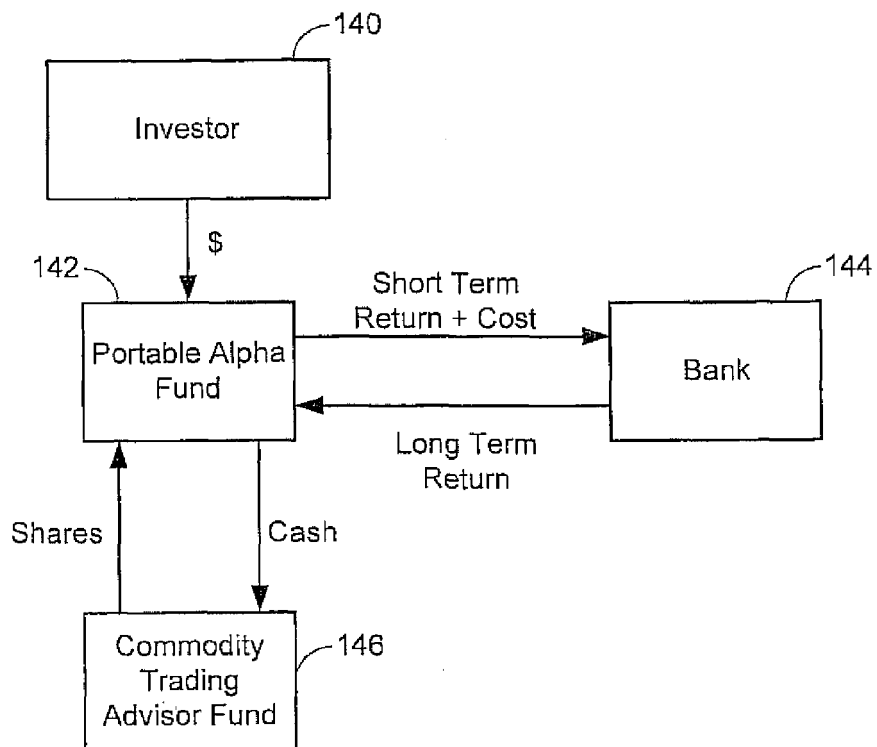 140
Investor
$
142
Short Term
Return + Cost
144
Portable Alpha
Fund
Bank
Long Term
Return
Shares
Cash
Commodity
Trading
Advisor Fund
146